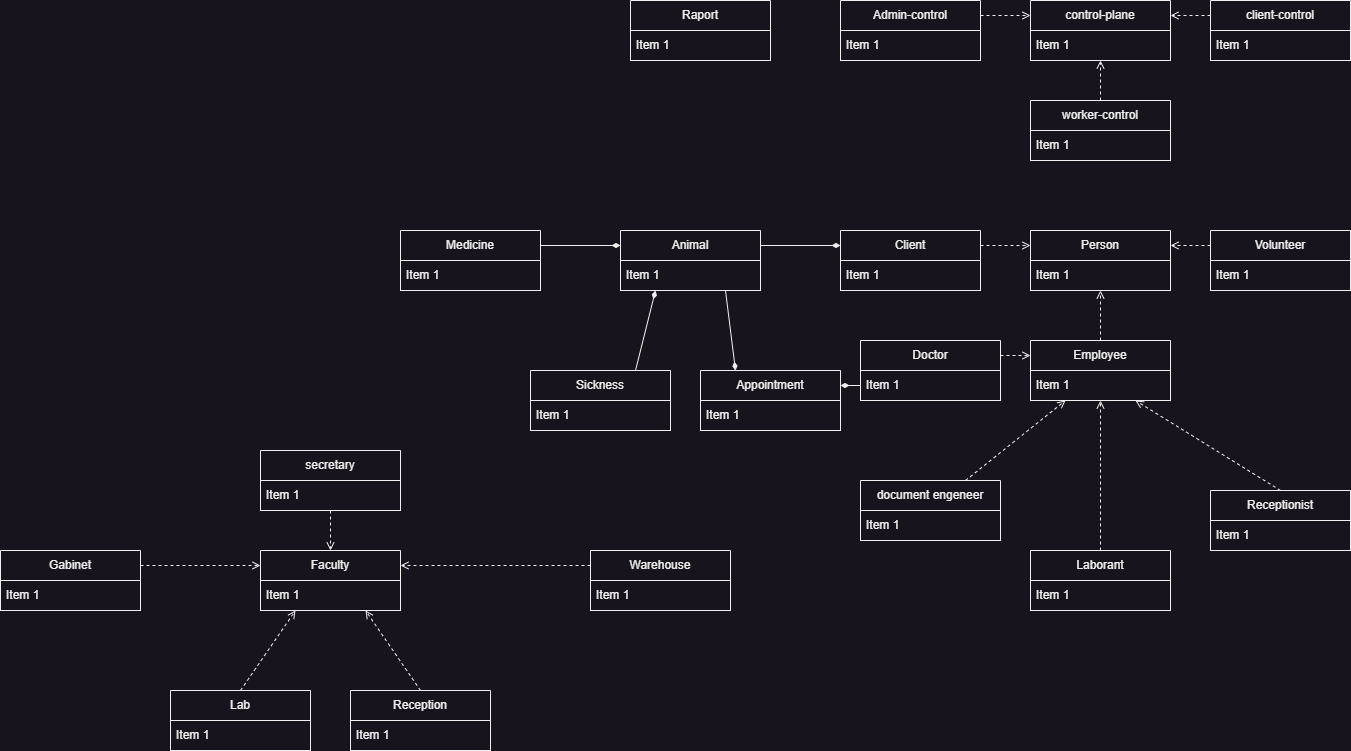 Raport
Item 1
Admin-control
Item 1
control-plane
Item 1
client-control
Item 1
worker-control
Item 1
Medicine
Item 1
Animal
Item 1
Client
Item 1
Person
Item 1
Volunteer
Item 1
Doctor
Item 1
Employee
Item 1
Sickness
Item 1
Appointment
Item 1
secretary
Item 1
document engeneer
Item 1
Receptionist
Item 1
Gabinet
Item 1
Faculty
Item 1
Warehouse
Item 1
Laborant
Item 1
Lab
Item 1
Reception
Item 1